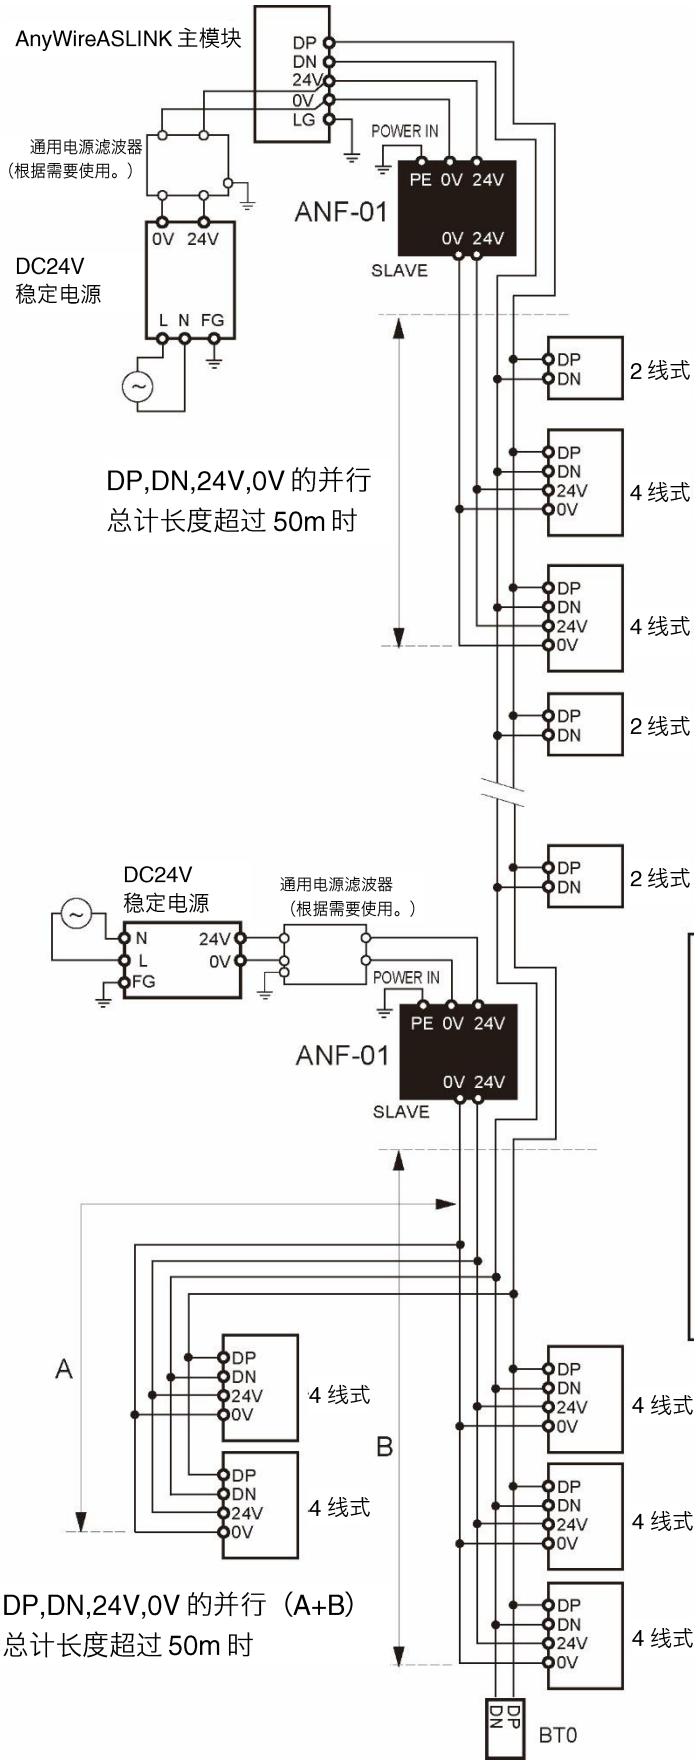 AnyWireASLINK 主模块
DP
DN
24V
0V
LG
通用电源滤波器
（根据需要使用。）
POWER IN
PE 0V 24V
ANF-01
0V 24V
SLAVE
0V 24V
DC24V
稳定电源
L N FG
~
DP
DN
2 线式
DP,DN,24V,0V 的并行
总计长度超过 50m 时
DP
DN
24V
0V
4 线式
DP
DN
24V
0V
4 线式
DP
DN
2 线式
DP
DN
2 线式
DC24V
稳定电源
通用电源滤波器
（根据需要使用。）
~
N
L
FG
24V
0V
POWER IN
PE 0V 24V
ANF-01
0V 24V
SLAVE
A
DP
DN
24V
0V
4 线式
DP
DN
24V
0V
4 线式
B
DP
DN
24V
0V
4 线式
DP
DN
24V
0V
4 线式
DP
DN
24V
0V
4 线式
DP,DN,24V,0V 的并行（A+B）
总计长度超过 50m 时
DN
DP
BT0